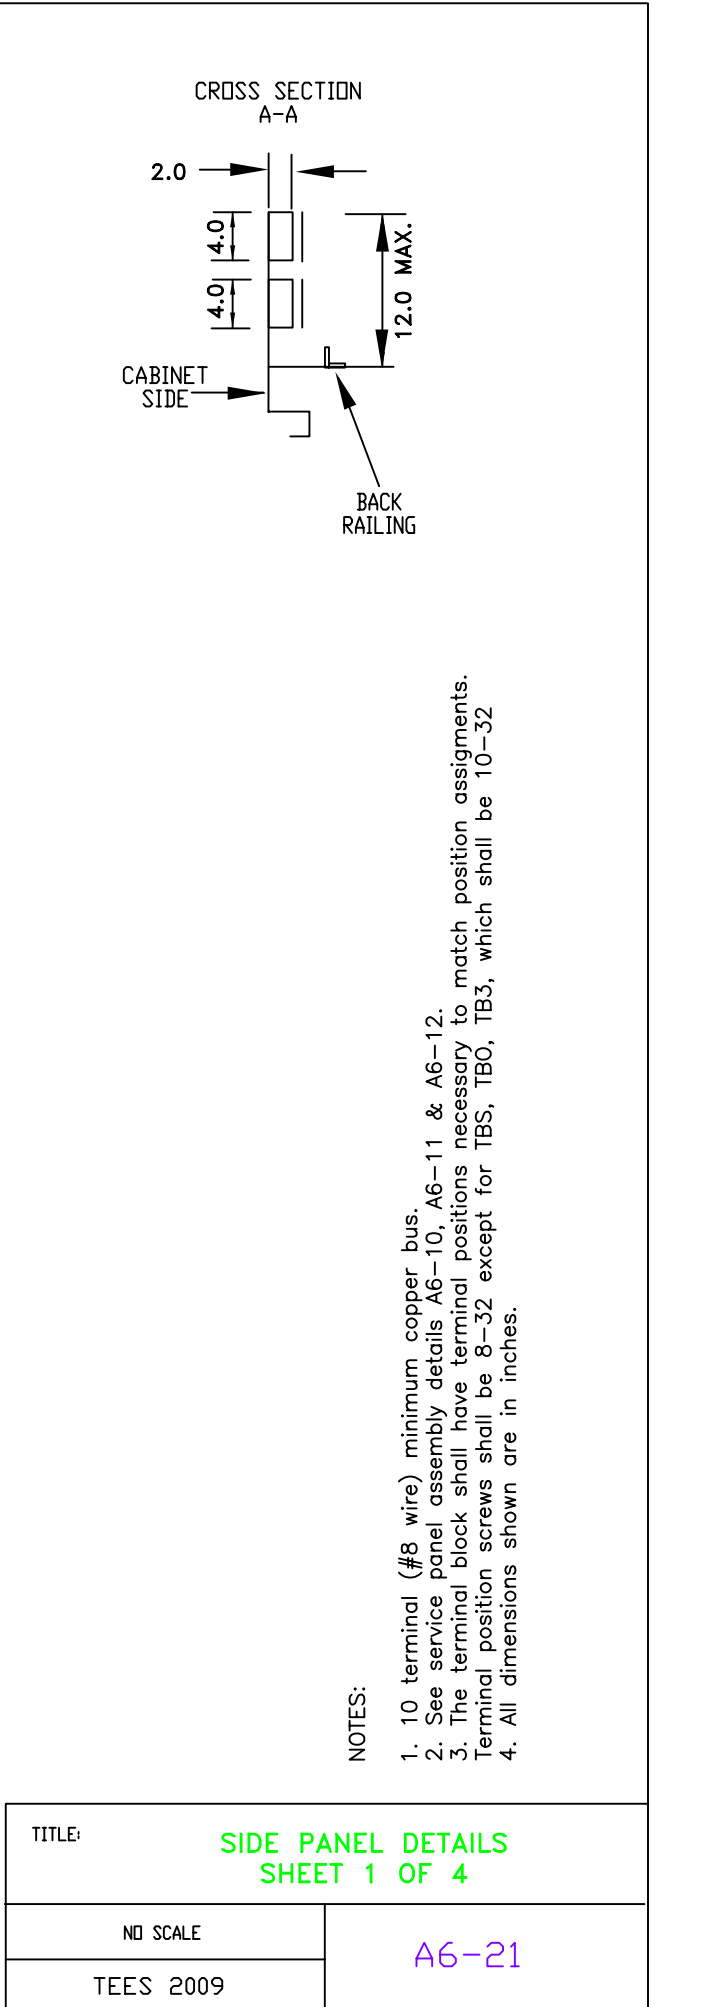 CROSS SECTION
A-A
2.0
4.0
4.0
12.0 MAX.
CABINET
SIDE
BACK
RAILING
NOTES:
1. 10 terminal (#8 wire) minimum copper bus.
2. See service panel assembly details A6-10, A6-11 & A6-12.
3. The terminal block shall have terminal positions necessary to match position assigments.
Terminal position screws shall be 8-32 except for TBS, TBO, TB3, which shall be 10-32
4. All dimensions shown are in inches.
TITLE:
SIDE PANEL DETAILS
SHEET 1 OF 4
NO SCALE
A6-21
TEES 2009